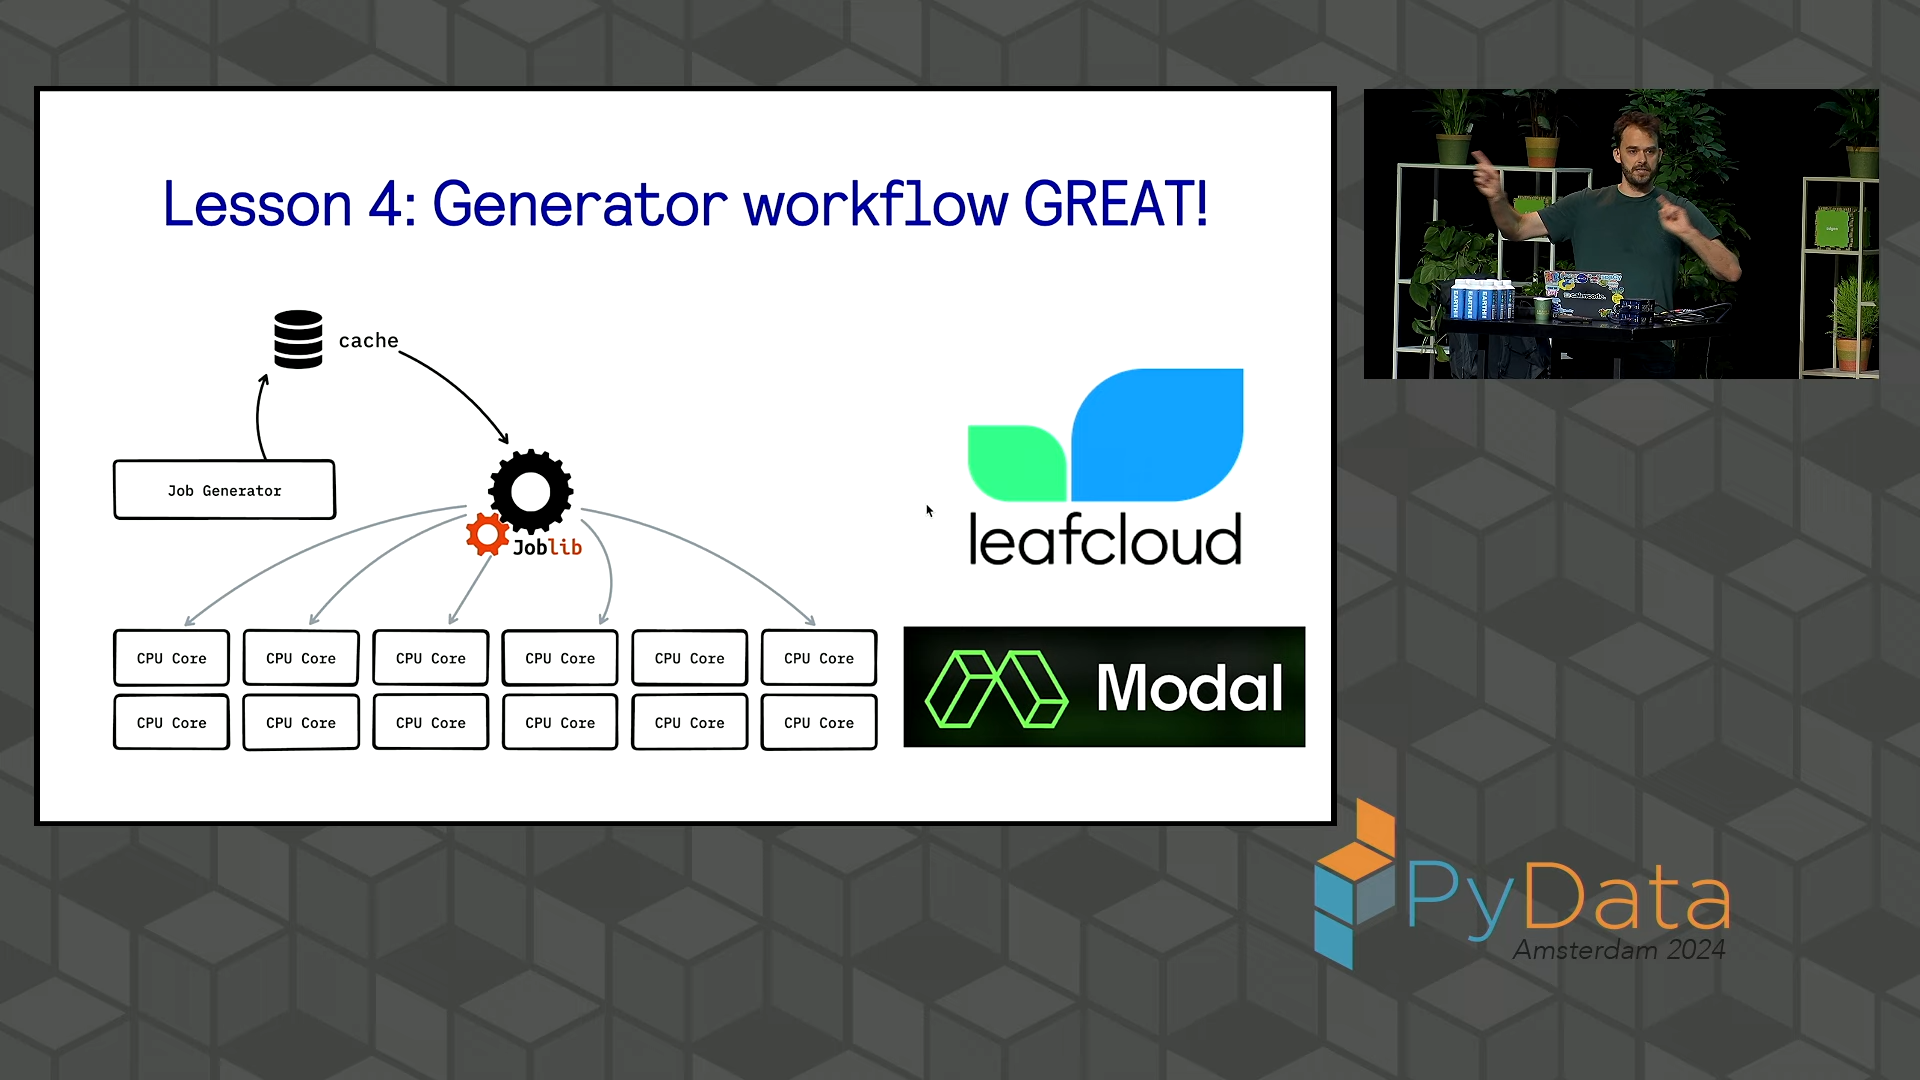 Lesson 4: Generator workflow GREAT!
cache
Job Generator
Joblib
CPU Core CPU Core CPU Core CPU Core CPU Core CPU Core
CPU Core CPU Core CPU Core CPU Core CPU Core CPU Core
leafcloud
Modal
PyData
Amsterdam 2024